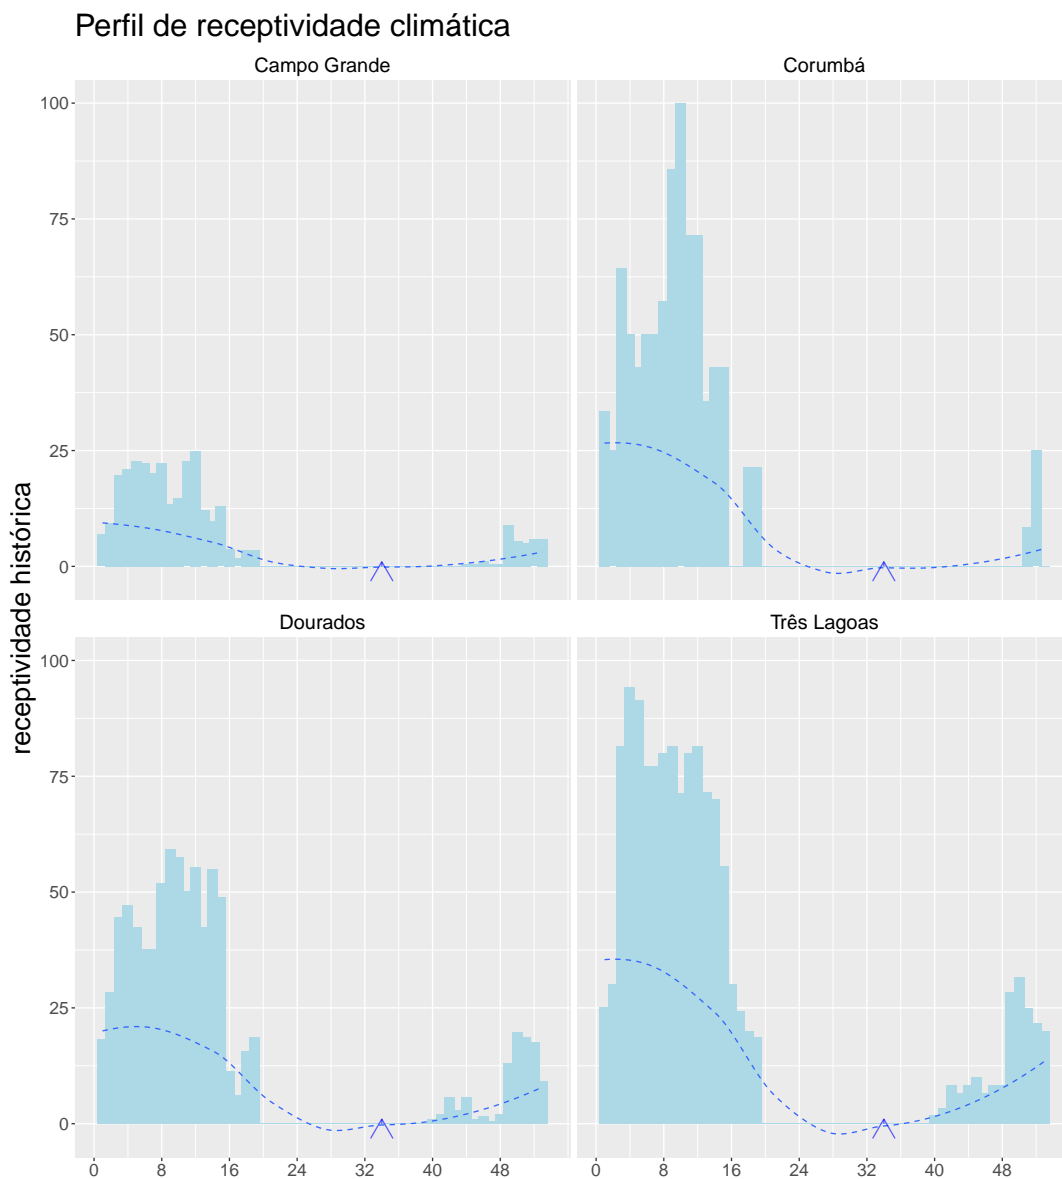 Perfil de receptividade climática
Campo Grande
Corumbá
100
75
50
25
0
receptividade histórica
Dourados
Três Lagoas
100
75
50
25
0
0 8 16 24 32 40 48
0 8 16 24 32 40 48